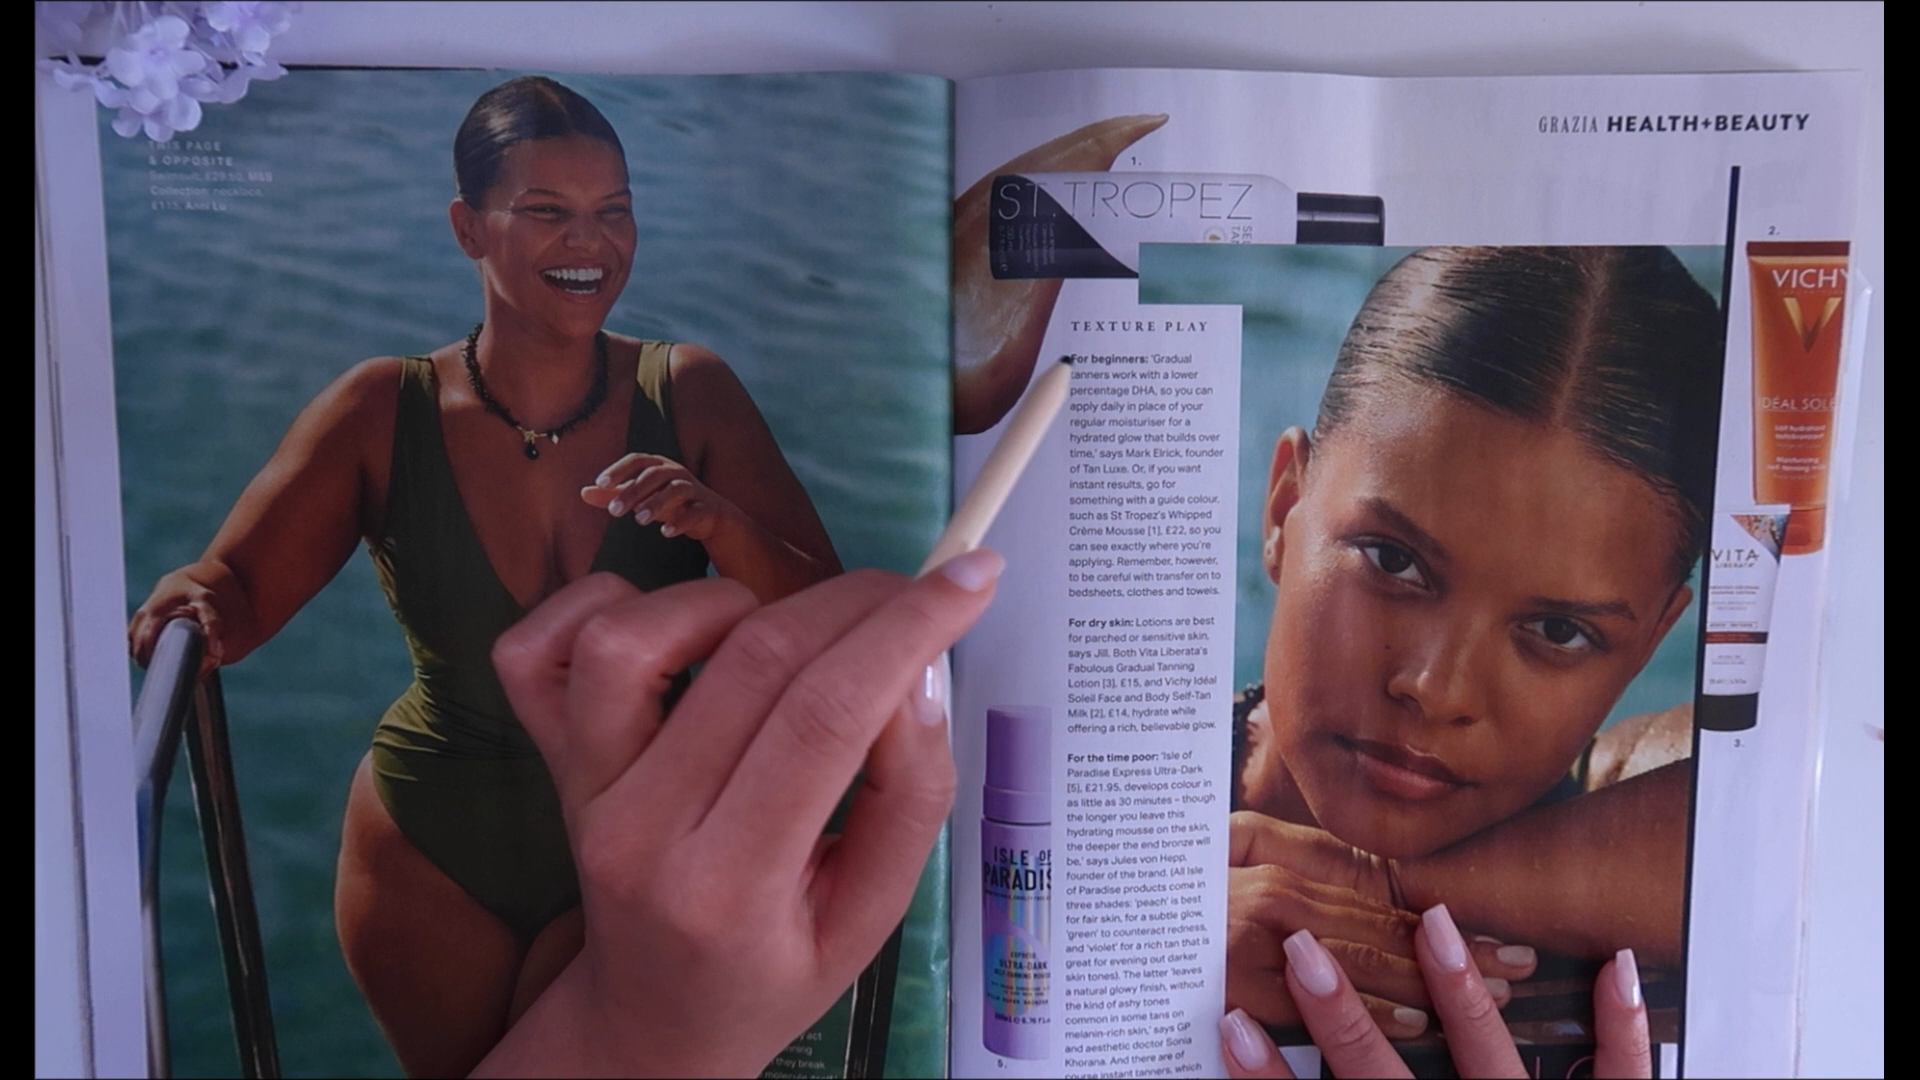 THIS PAGE
& OPPOSITE
Swimsuit, £29.50, M&S
Collection; necklace,
£115, Anni Lu
GRAZIA HEALTH+BEAUTY
1.
ST.TROPEZ
2.
VICHY
IDÉAL SOLE
VITA
LIBERATA
3.
TEXTURE PLAY
For beginners: 'Gradual
tanners work with a lower
percentage DHA, so you can
apply daily in place of your
regular moisturiser for a
hydrated glow that builds over
time,' says Mark Elrick, founder
of Tan Luxe. Or, if you want
instant results, go for
something with a guide colour,
such as St Tropez's Whipped
Crème Mousse [1], £22, so you
can see exactly where you're
applying. Remember, however,
to be careful with transfer on to
bedsheets, clothes and towels.
For dry skin: Lotions are best
for parched or sensitive skin,
says Jill. Both Vita Liberata's
Fabulous Gradual Tanning
Lotion [3], £15, and Vichy Idéal
Soleil Face and Body Self-Tan
Milk [2], £14, hydrate while
offering a rich, believable glow.
For the time poor: 'Isle of
Paradise Express Ultra-Dark
[5], £21.95, develops colour in
as little as 30 minutes – though
the longer you leave this
hydrating mousse on the skin,
the deeper the end bronze will
be,' says Jules von Hepp,
founder of the brand. (All Isle
of Paradise products come in
three shades: 'peach' is best
for fair skin, for a subtle glow,
'green' to counteract redness,
and 'violet' for a rich tan that is
great for evening out darker
skin tones). The latter 'leaves
a natural glowy finish, without
the kind of ashy tones
common in some tans on
melanin-rich skin,' says GP
and aesthetic doctor Sonia
Khorana. And there are of
course instant tanners, which
ISLE OF
PARADIS
EXPRESS
ULTRA-DARK
5.
act
they break